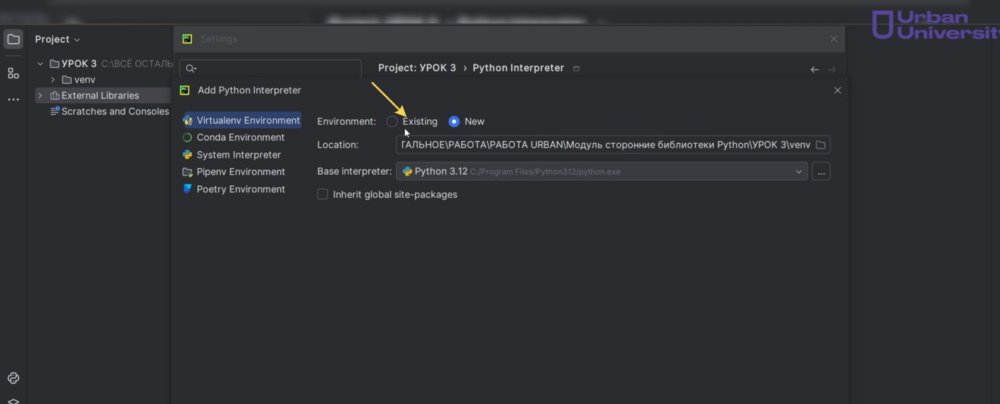 Urban
University
Project
Settings
УРОК 3 C:\ВСЁ ОСТАЛЬ
Project: УРОК 3 › Python Interpreter
venv
External Libraries
Scratches and Consoles
Add Python Interpreter
Virtualenv Environment
Conda Environment
System Interpreter
Pipenv Environment
Poetry Environment
Environment: Existing New
Location: ТАЛЬНОЕ\РАБОТА\РАБОТА URBAN\Модуль сторонние библиотеки Python\УРОК 3\venv
Base interpreter: Python 3.12 C:/Program Files/Python312/python.exe ...
Inherit global site-packages